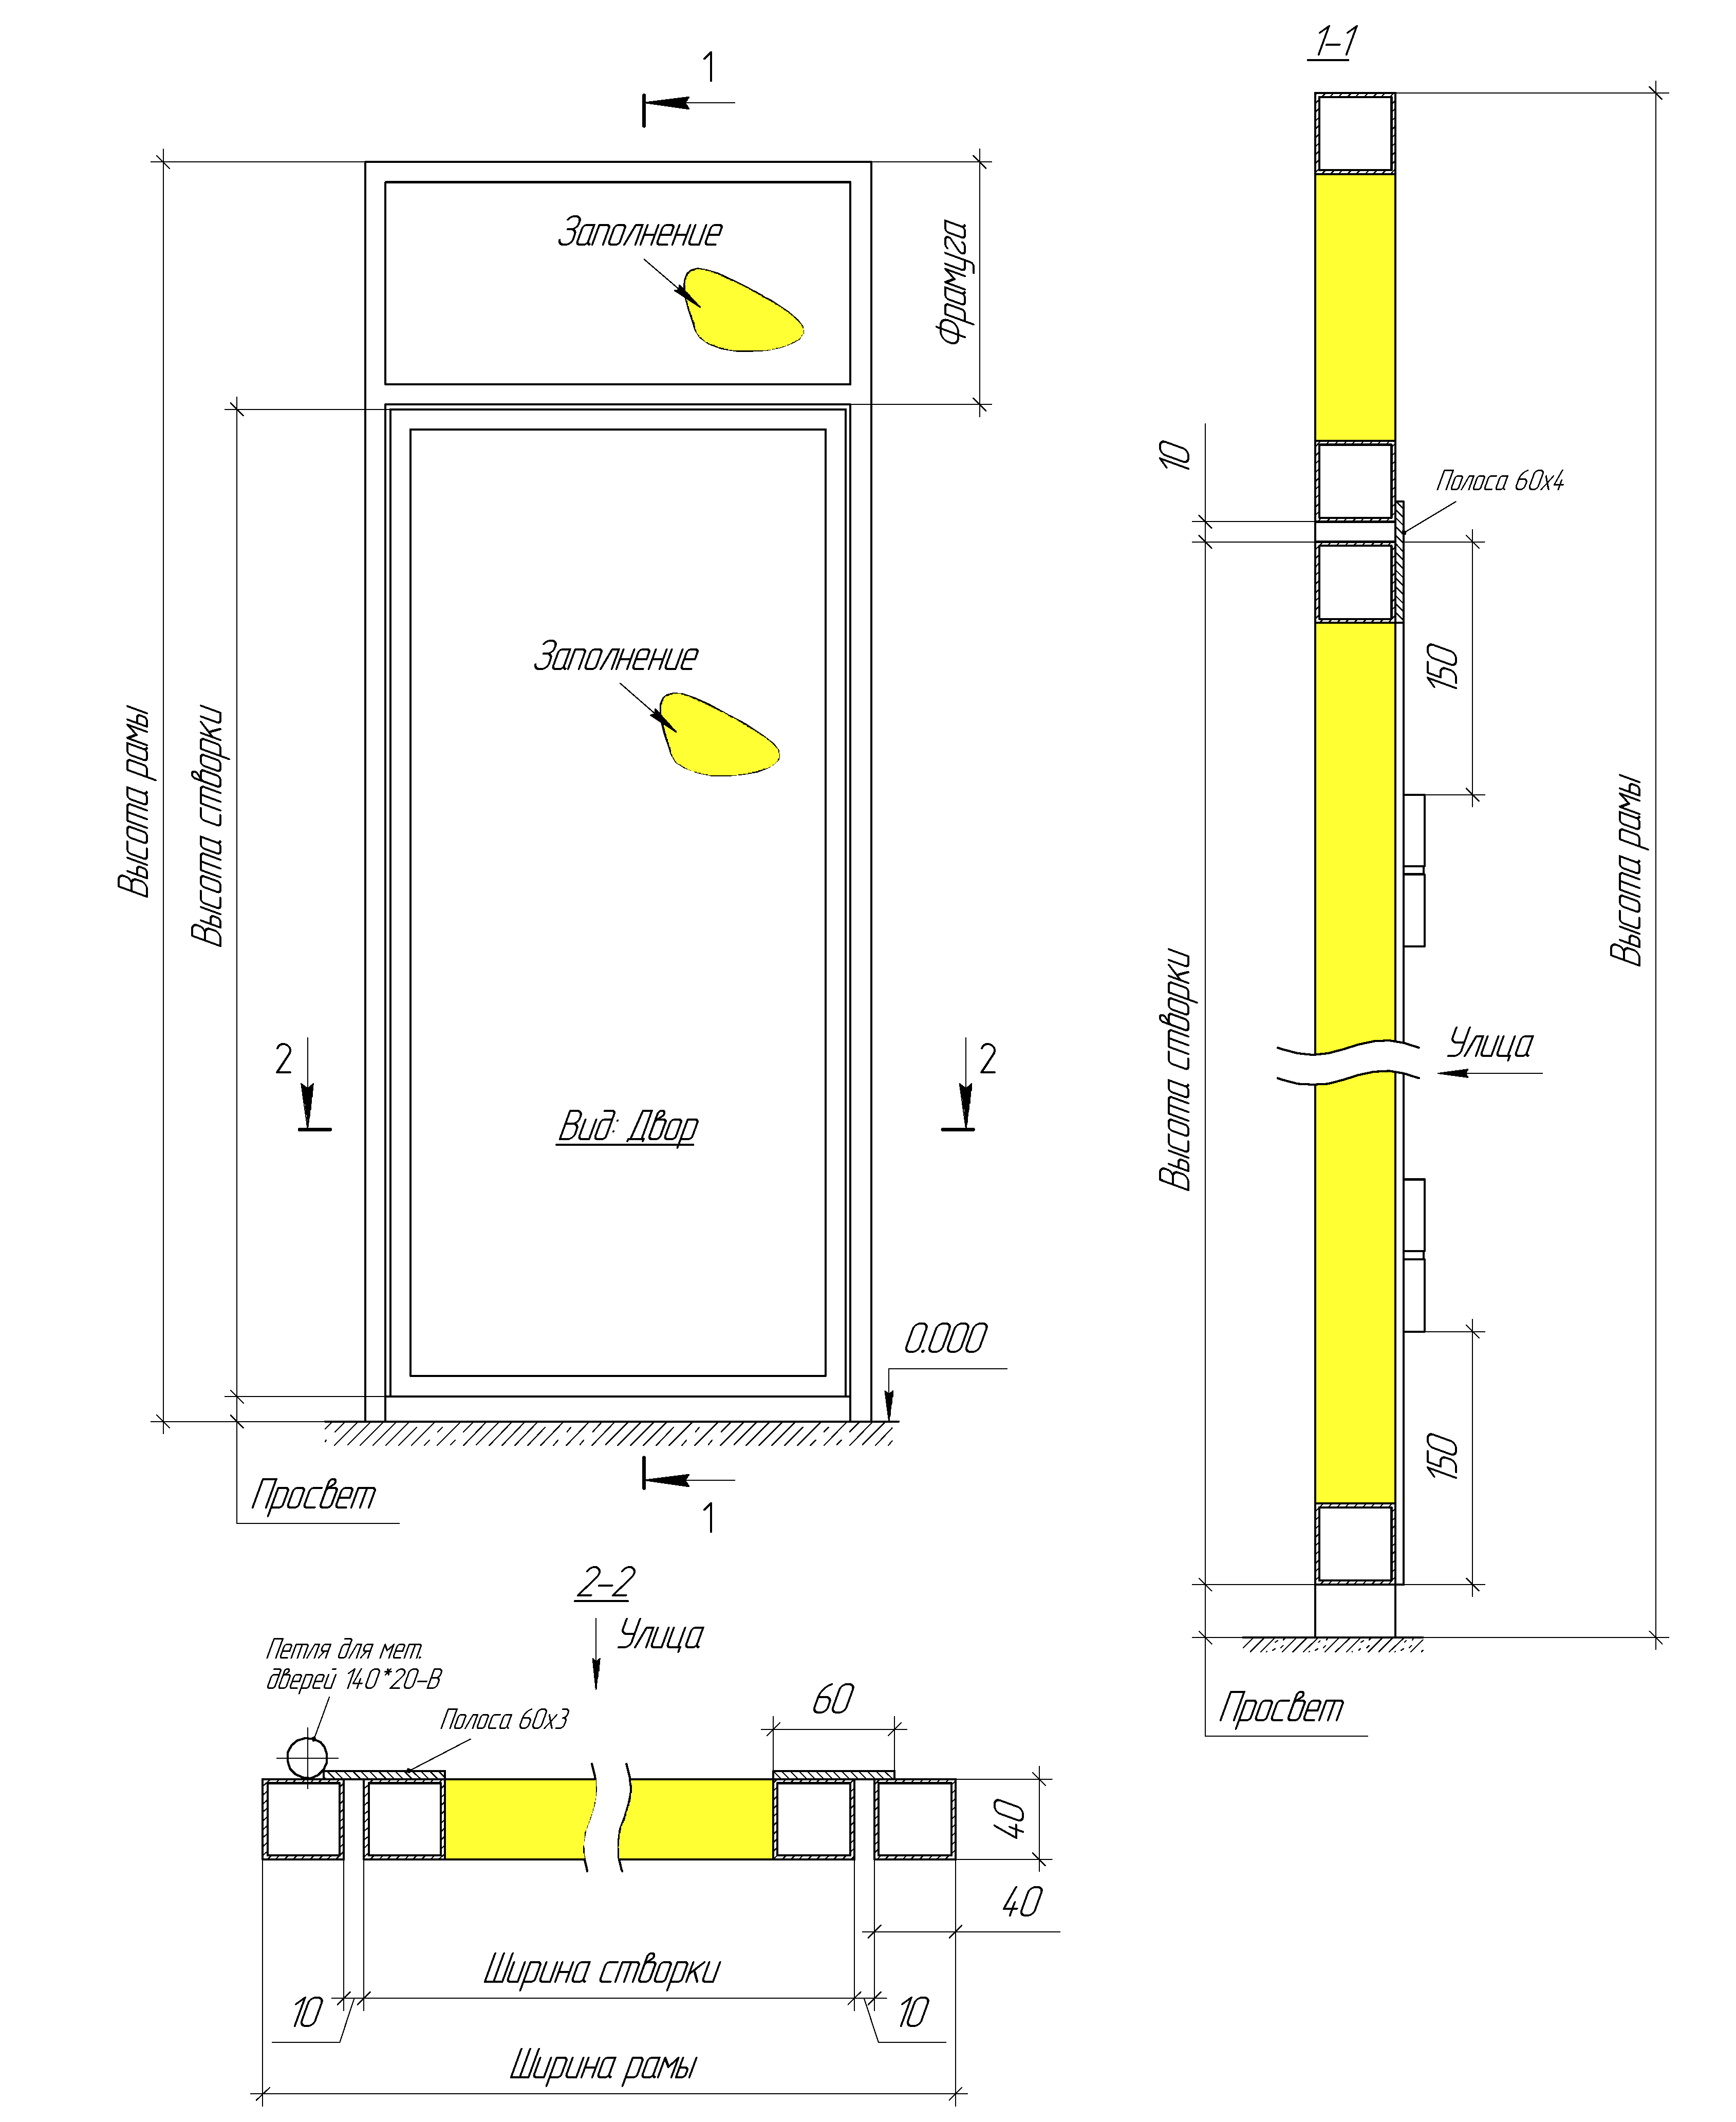 1
1-1
Заполнение
Фрамуга
10
Полоса 60х4
Заполнение
150
Высота рамы
Высота створки
Высота рамы
2
2
Улица
Высота створки
Вид: Двор
0.000
150
Просвет
1
2-2
Улица
Петля для мет.
дверей 140*20-В
Полоса 60х3
60
Просвет
40
40
Ширина створки
10
10
Ширина рамы